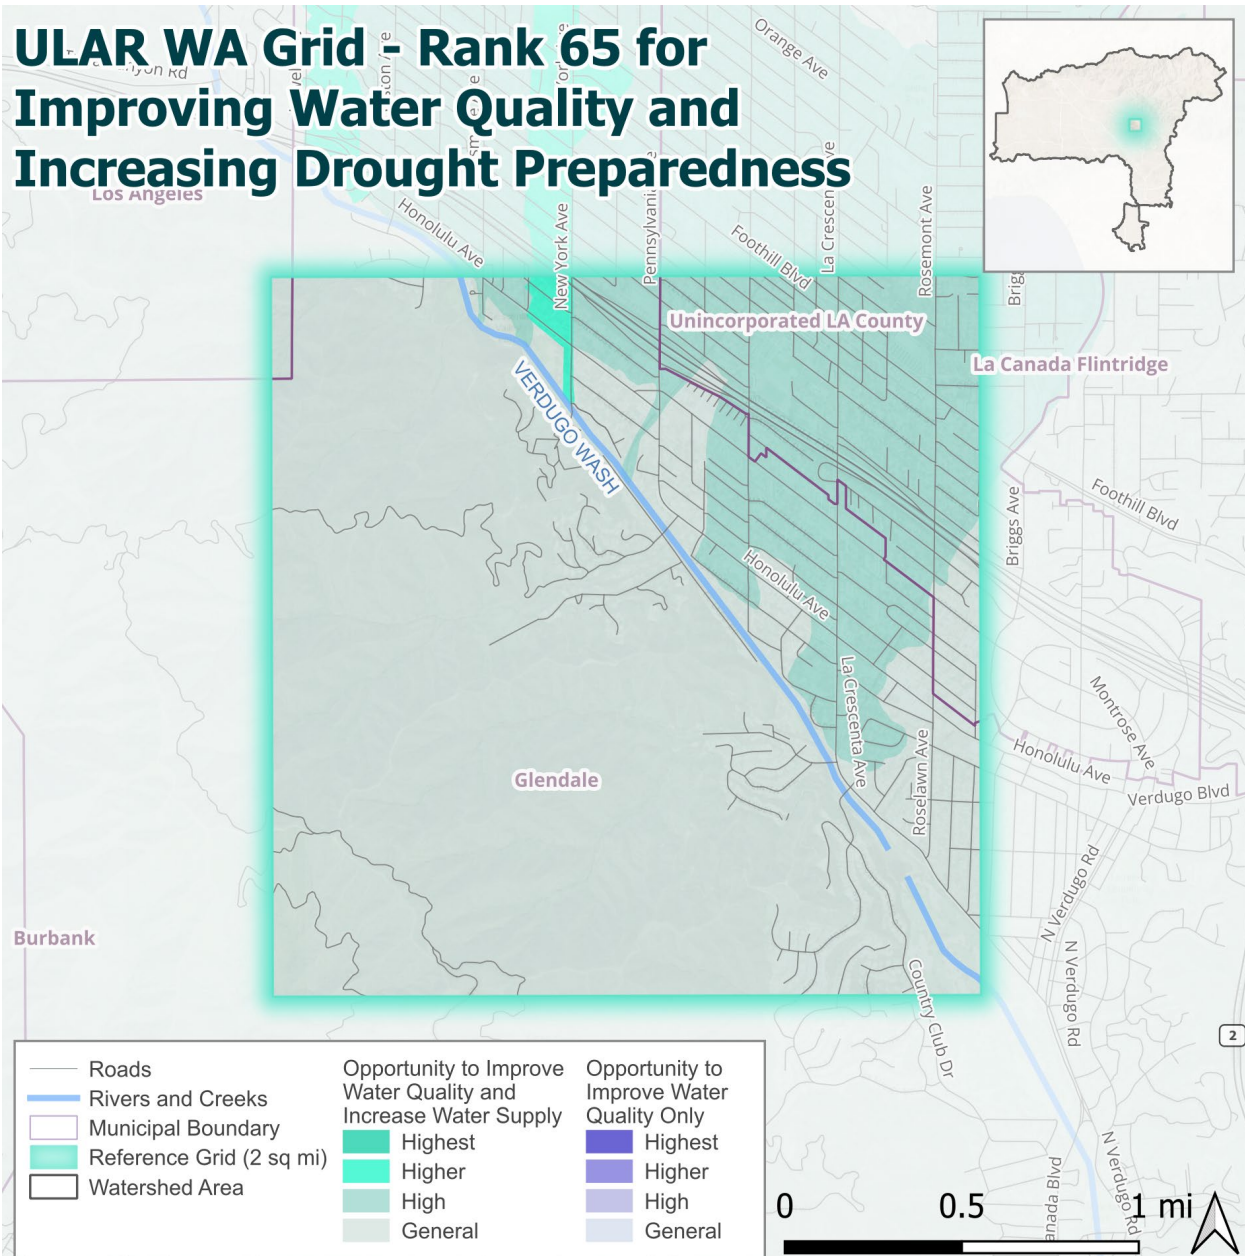 ULAR WA Grid - Rank 65 for
Improving Water Quality and
Increasing Drought Preparedness
Orange Ave
Los Angeles
Honolulu Ave
New York Ave
Foothill Blvd
Rosemont Ave
Unincorporated LA County
La Canada Flintridge
VERDUGO WASH
Foothill Blvd
Briggs Ave
Honolulu Ave
La Crescenta Ave
Montrose Ave
Roselawn Ave
Honolulu Ave
Verdugo Blvd
Glendale
N Verdugo Rd
Burbank
N Verdugo Rd
Country Club Dr
2
N Verdugo Rd
Roads
Rivers and Creeks
Municipal Boundary
Reference Grid (2 sq mi)
Watershed Area
Opportunity to Improve
Water Quality and
Increase Water Supply
Highest
Higher
High
General
Opportunity to
Improve Water
Quality Only
Highest
Higher
High
General
0 0.5 1 mi